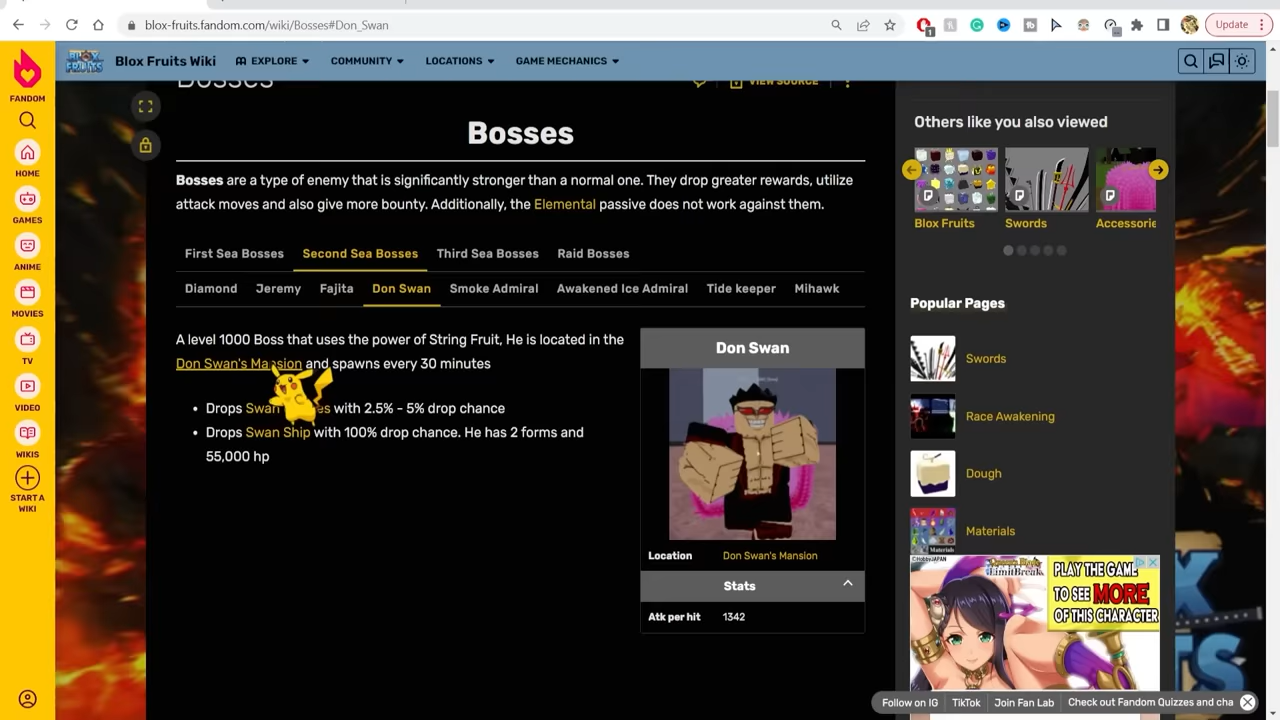 blox-fruits.fandom.com/wiki/Bosses#Don_Swan
Update
1
FANDOM
HOME
GAMES
ANIME
MOVIES
TV
VIDEO
WIKIS
START A
WIKI
BLOX
FRUITS
Blox Fruits Wiki
EXPLORE
COMMUNITY
LOCATIONS
GAME MECHANICS
Bosses
VIEW SOURCE
Bosses
Bosses are a type of enemy that is significantly stronger than a normal one. They drop greater rewards, utilize
attack moves and also give more bounty. Additionally, the Elemental passive does not work against them.
First Sea Bosses
Second Sea Bosses
Third Sea Bosses
Raid Bosses
Diamond
Jeremy
Fajita
Don Swan
Smoke Admiral
Awakened Ice Admiral
Tide keeper
Mihawk
A level 1000 Boss that uses the power of String Fruit, He is located in the
Don Swan's Mansion and spawns every 30 minutes
Drops Swan es with 2.5% - 5% drop chance
Drops Swan Ship with 100% drop chance. He has 2 forms and
55,000 hp
Don Swan
Location
Don Swan's Mansion
Stats
Atk per hit
1342
Others like you also viewed
Blox Fruits
Swords
Accessorie
Popular Pages
Swords
Race Awakening
Dough
Materials
Materials
©HobbyJAPAN
LimitBreak
PLAY THE GAME
TO SEE MORE
OF THIS CHARACTER
Follow on IG
TikTok
Join Fan Lab
Check out Fandom Quizzes and cha